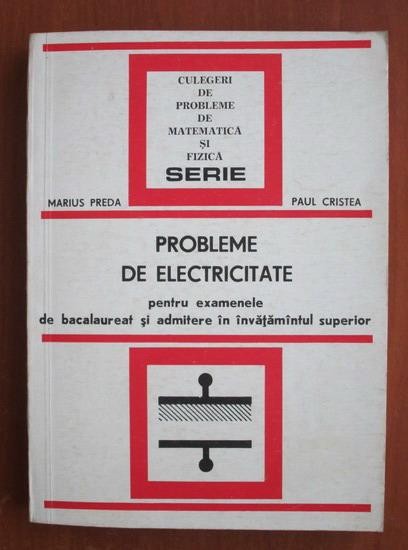 CULEGERI
DE
PROBLEME
DE
MATEMATICĂ
ȘI
FIZICĂ
SERIE
MARIUS PREDA
PAUL CRISTEA
PROBLEME
DE ELECTRICITATE
pentru examenele
de bacalaureat și admitere în învățămîntul superior